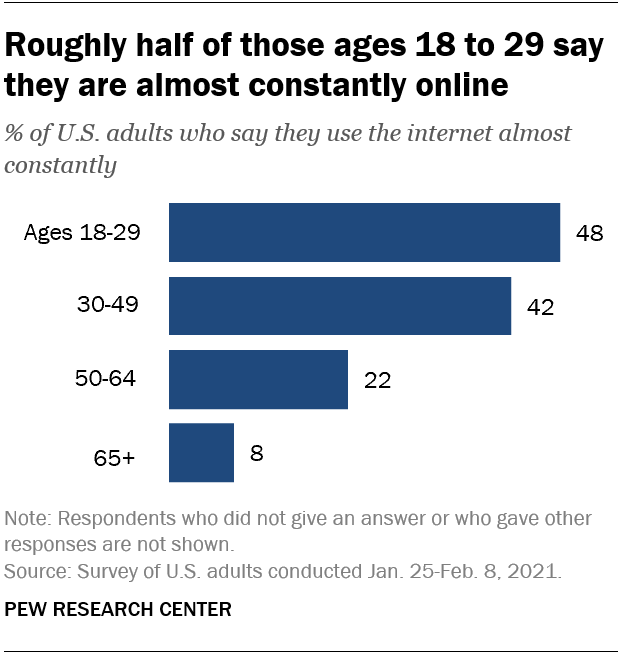 Roughly half of those ages 18 to 29 say
they are almost constantly online
% of U.S. adults who say they use the internet almost
constantly
Ages 18-29 48
30-49 42
50-64 22
65+ 8
Note: Respondents who did not give an answer or who gave other
responses are not shown.
Source: Survey of U.S. adults conducted Jan. 25-Feb. 8, 2021.
PEW RESEARCH CENTER